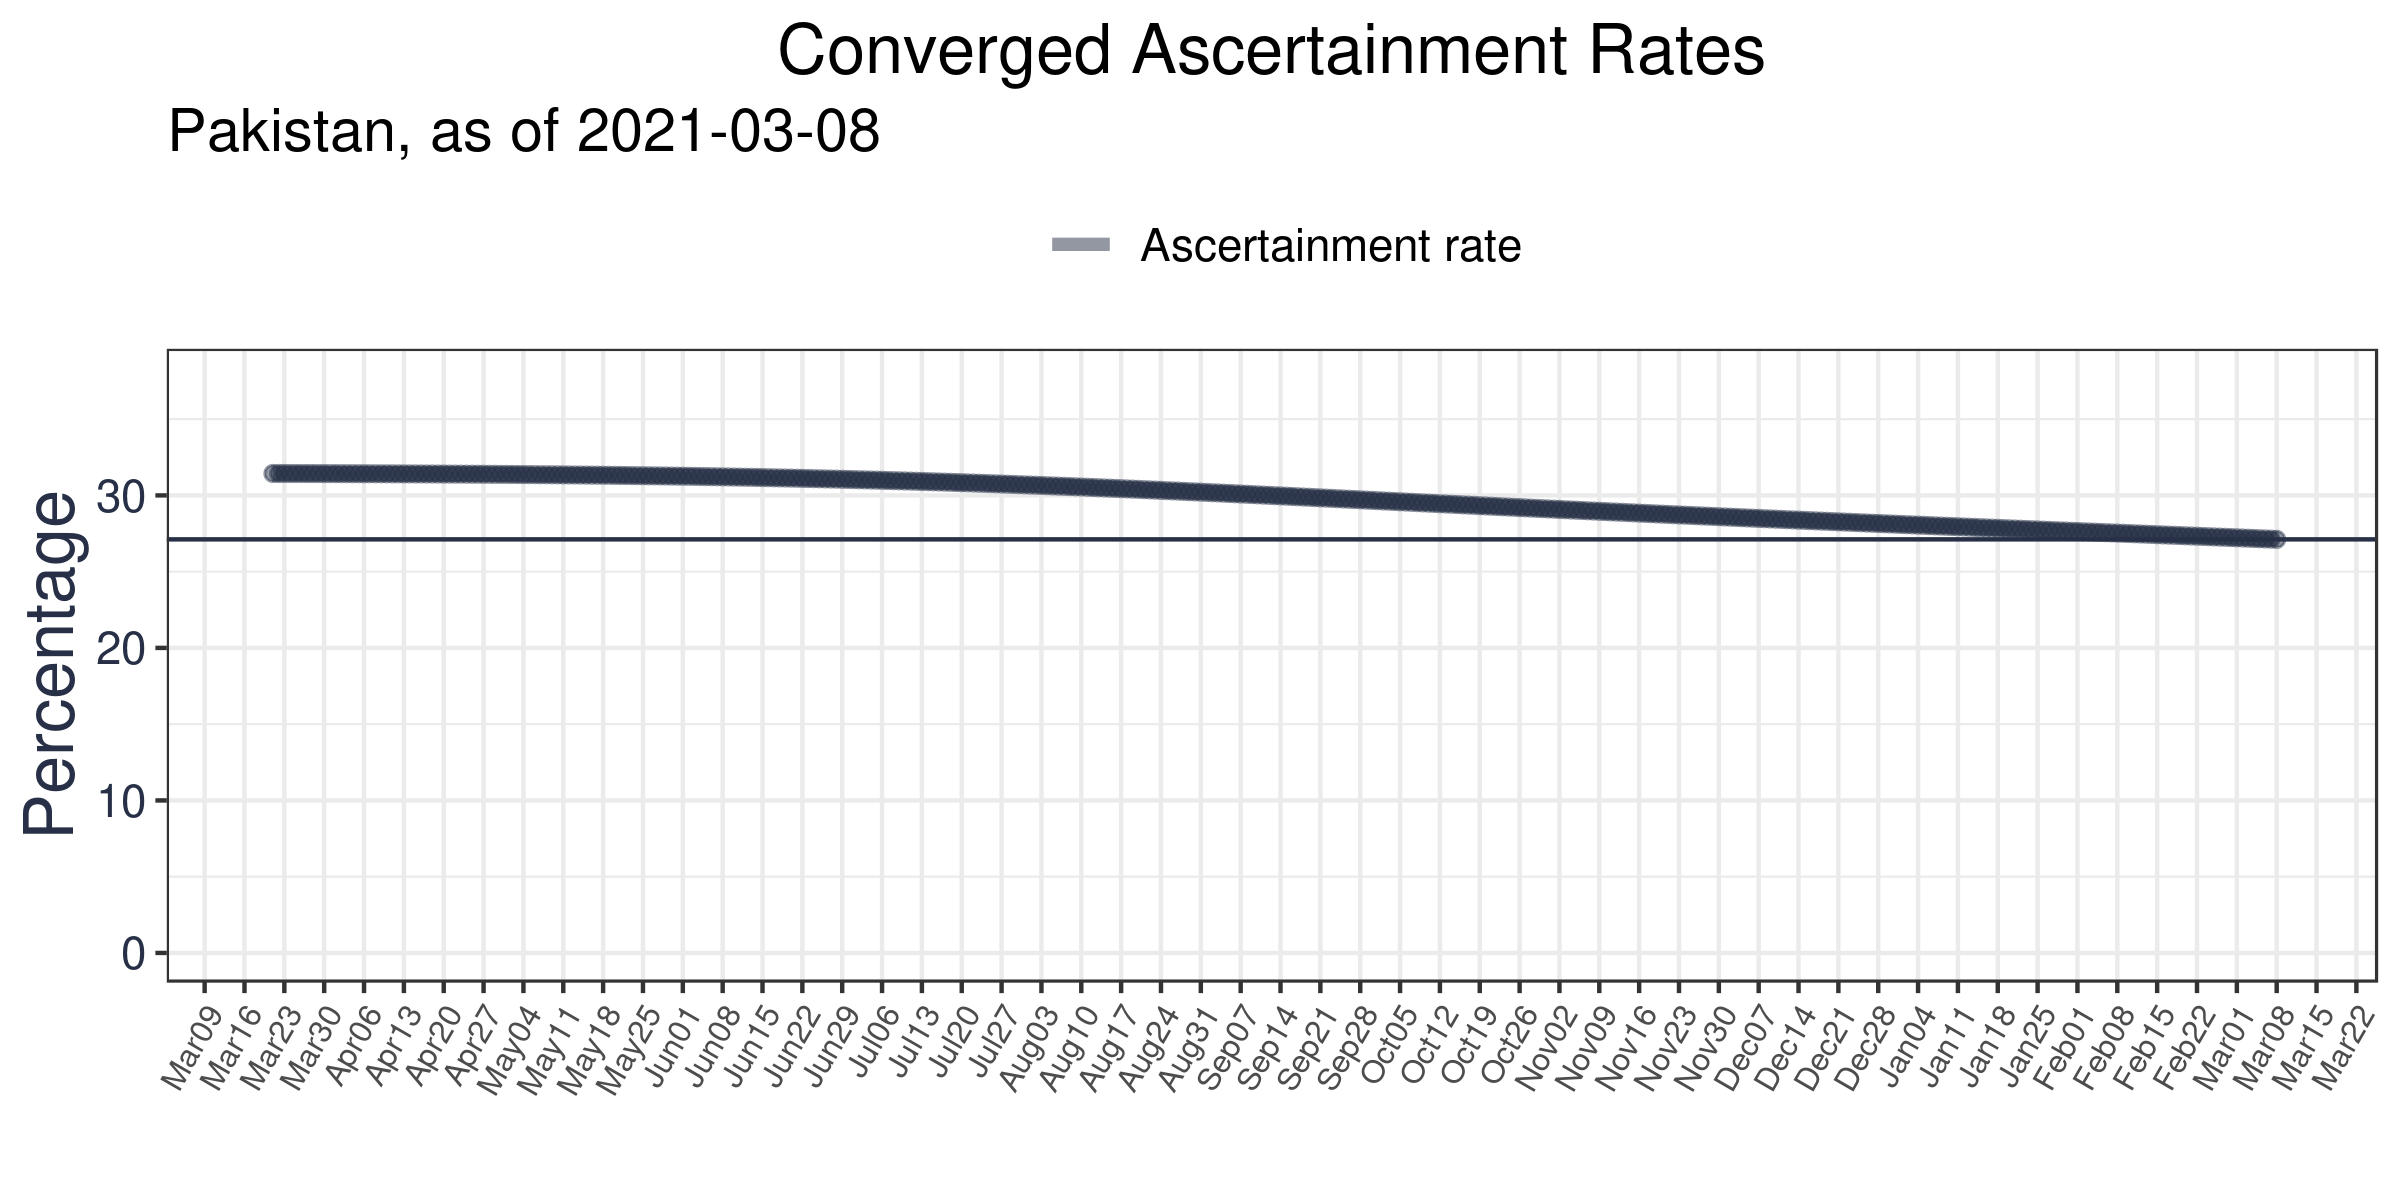 Converged Ascertainment Rates
Pakistan, as of 2021-03-08
Ascertainment rate
Percentage
30
20
10
0
Mar09 Mar16 Mar23 Mar30 Apr06 Apr13 Apr20 Apr27 May04 May11 May18 May25 Jun01 Jun08 Jun15 Jun22 Jun29 Jul06 Jul13 Jul20 Jul27 Aug03 Aug10 Aug17 Aug24 Aug31 Sep07 Sep14 Sep21 Sep28 Oct05 Oct12 Oct19 Oct26 Nov02 Nov09 Nov16 Nov23 Nov30 Dec07 Dec14 Dec21 Dec28 Jan04 Jan11 Jan18 Jan25 Feb01 Feb08 Feb15 Feb22 Mar01 Mar08 Mar15 Mar22